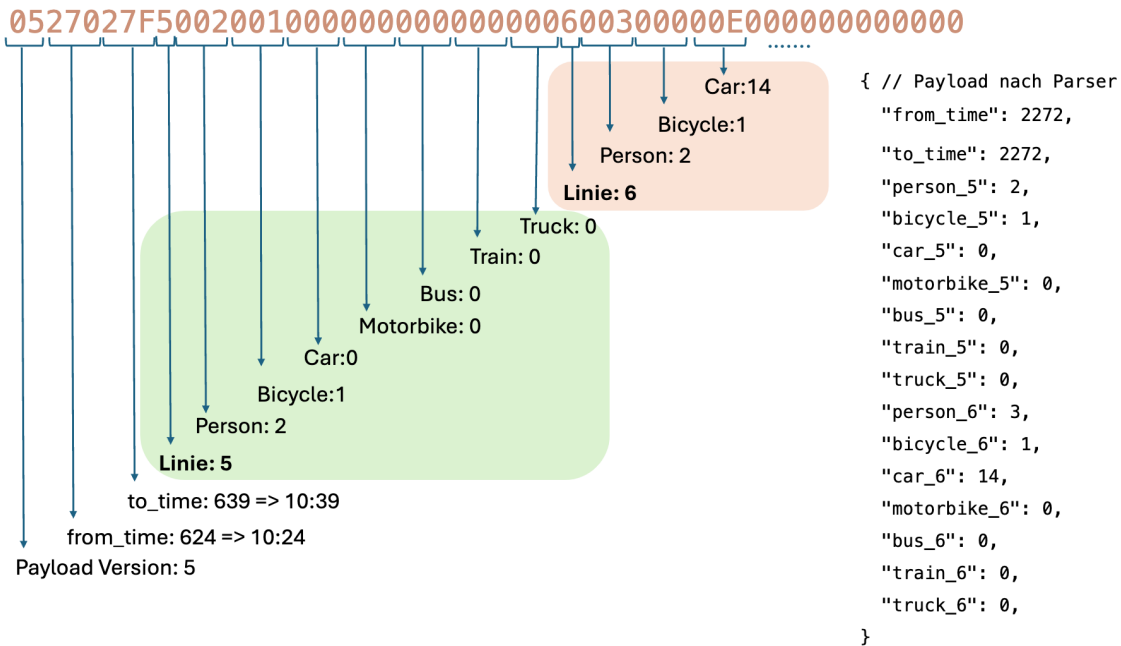 0527027F5002001000000000000000600300000E000000000000
.......
Car:14
Bicycle:1
Person: 2
Linie: 6
Truck: 0
Train: 0
Bus: 0
Motorbike: 0
Car:0
Bicycle:1
Person: 2
Linie: 5
to_time: 639 => 10:39
from_time: 624 => 10:24
Payload Version: 5
{ // Payload nach Parser
"from_time": 2272,
"to_time": 2272,
"person_5": 2,
"bicycle_5": 1,
"car_5": 0,
"motorbike_5": 0,
"bus_5": 0,
"train_5": 0,
"truck_5": 0,
"person_6": 3,
"bicycle_6": 1,
"car_6": 14,
"motorbike_6": 0,
"bus_6": 0,
"train_6": 0,
"truck_6": 0,
}